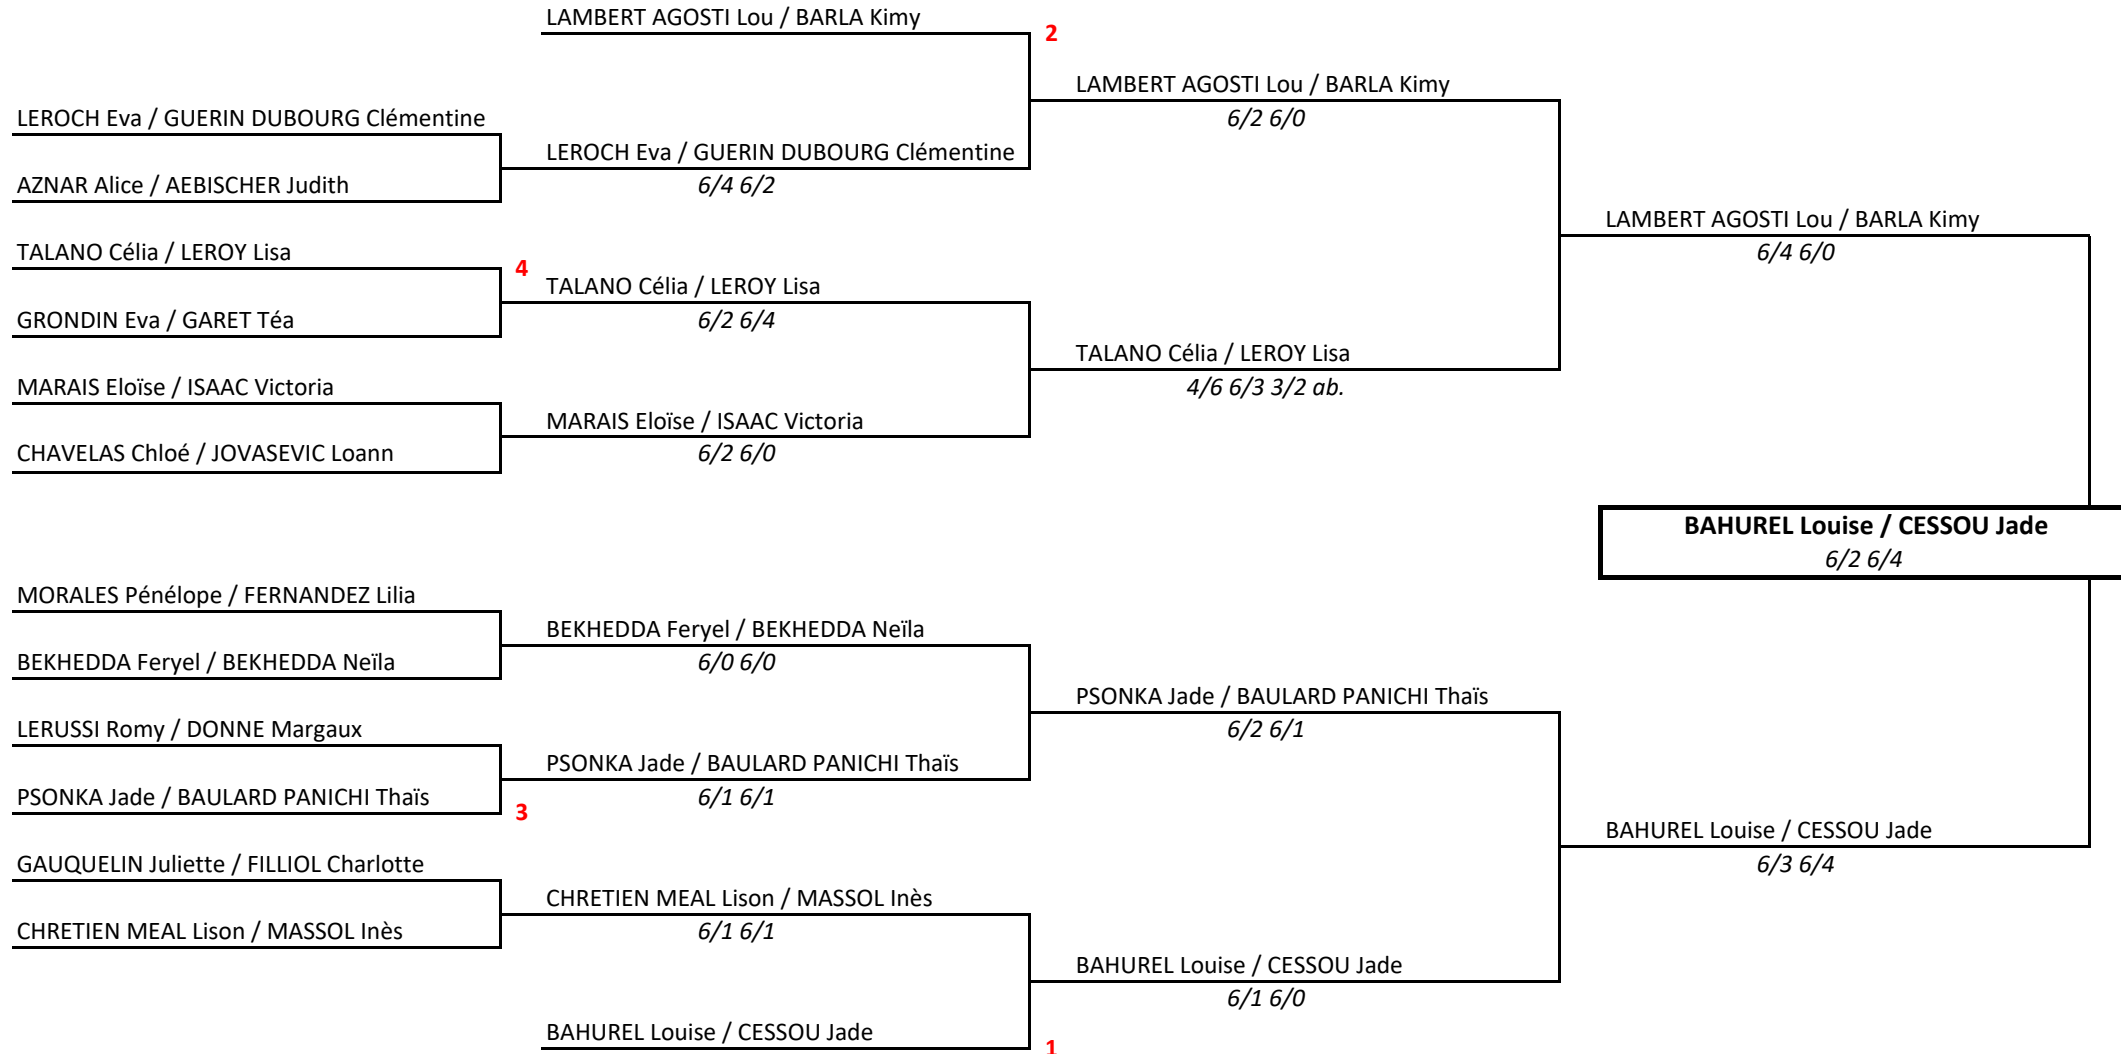 LAMBERT AGOSTI Lou / BARLA Kimy
2
LAMBERT AGOSTI Lou / BARLA Kimy
6/2 6/0
LEROCH Eva / GUERIN DUBOURG Clémentine
LEROCH Eva / GUERIN DUBOURG Clémentine
6/4 6/2
AZNAR Alice / AEBISCHER Judith
LAMBERT AGOSTI Lou / BARLA Kimy
6/4 6/0
TALANO Célia / LEROY Lisa
4
TALANO Célia / LEROY Lisa
6/2 6/4
GRONDIN Eva / GARET Téa
TALANO Célia / LEROY Lisa
4/6 6/3 3/2 ab.
MARAIS Eloïse / ISAAC Victoria
MARAIS Eloïse / ISAAC Victoria
6/2 6/0
CHAVELAS Chloé / JOVASEVIC Loann
BAHUREL Louise / CESSOU Jade
6/2 6/4
MORALES Pénélope / FERNANDEZ Lilia
BEKHEDDA Feryel / BEKHEDDA Neïla
6/0 6/0
BEKHEDDA Feryel / BEKHEDDA Neïla
PSONKA Jade / BAULARD PANICHI Thaïs
6/2 6/1
LERUSSI Romy / DONNE Margaux
PSONKA Jade / BAULARD PANICHI Thaïs
6/1 6/1
PSONKA Jade / BAULARD PANICHI Thaïs
3
BAHUREL Louise / CESSOU Jade
6/3 6/4
GAUQUELIN Juliette / FILLIOL Charlotte
CHRETIEN MEAL Lison / MASSOL Inès
6/1 6/1
CHRETIEN MEAL Lison / MASSOL Inès
BAHUREL Louise / CESSOU Jade
6/1 6/0
BAHUREL Louise / CESSOU Jade
1